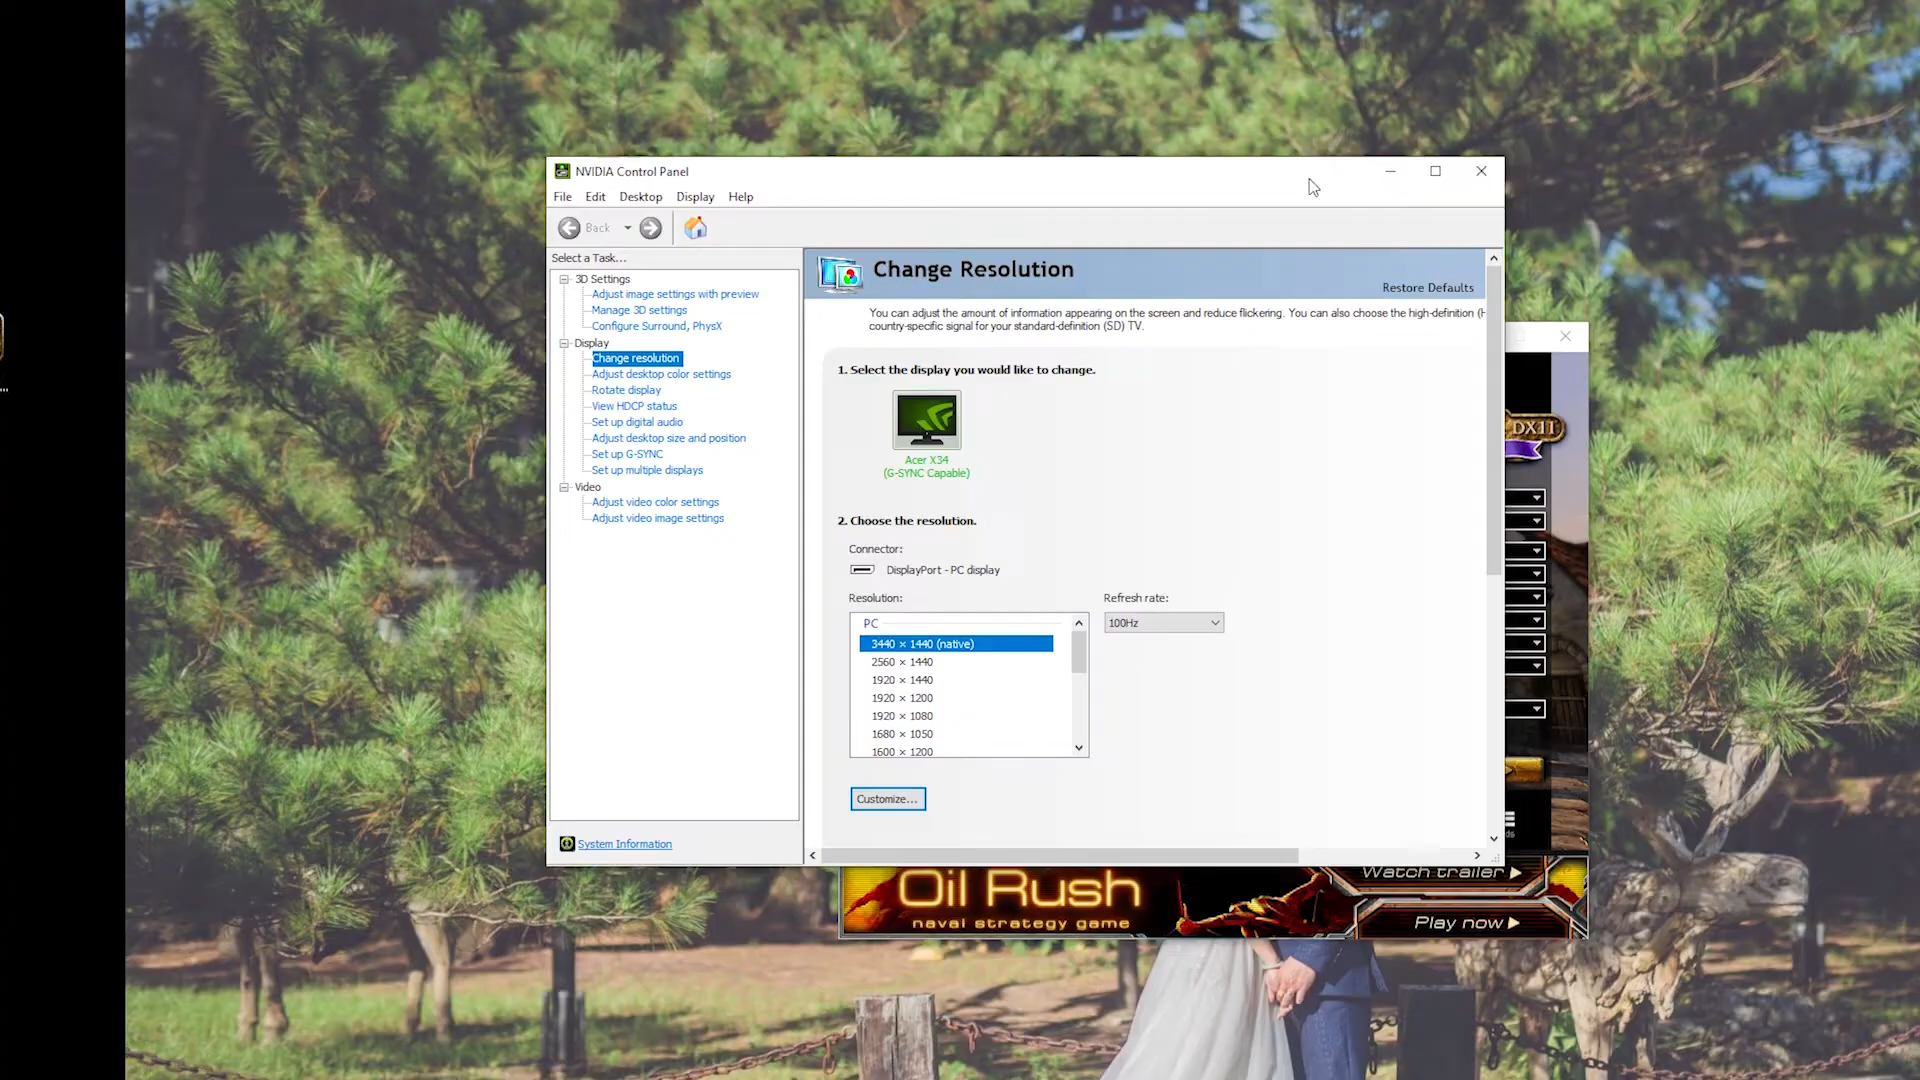 NVIDIA Control Panel
File Edit Desktop Display Help
Back
Select a Task...
3D Settings
Adjust image settings with preview
Manage 3D settings
Configure Surround, PhysX
Display
Change resolution
Adjust desktop color settings
Rotate display
View HDCP status
Set up digital audio
Adjust desktop size and position
Set up G-SYNC
Set up multiple displays
Video
Adjust video color settings
Adjust video image settings
System Information
Change Resolution
Restore Defaults
You can adjust the amount of information appearing on the screen and reduce flickering. You can also choose the high-definition (H
country-specific signal for your standard-definition (SD) TV.
1. Select the display you would like to change.
Acer X34
(G-SYNC Capable)
2. Choose the resolution.
Connector:
DisplayPort - PC display
Resolution:
Refresh rate:
PC
100Hz
3440 × 1440 (native)
2560 × 1440
1920 × 1440
1920 × 1200
1920 × 1080
1680 × 1050
1600 × 1200
Customize...
DX11
ds
Oil Rush
naval strategy game
Watch trailer
Play now